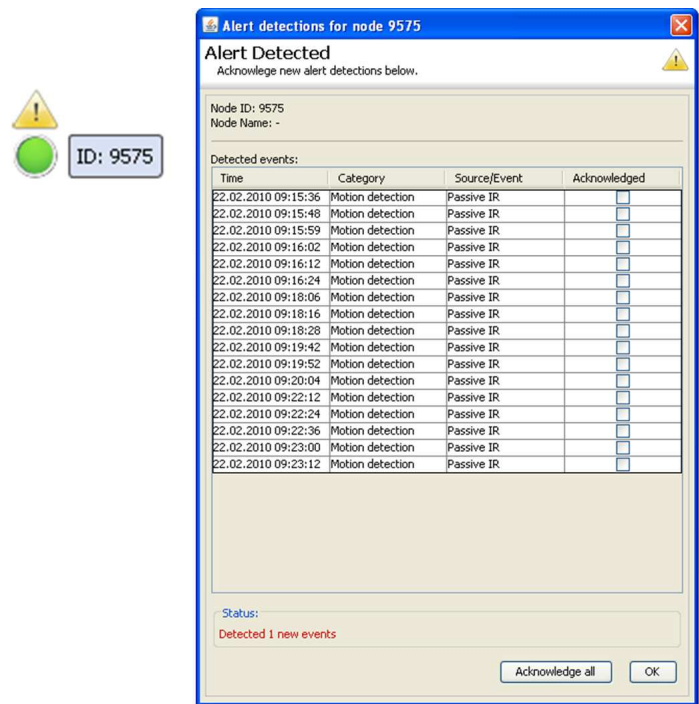 ID: 9575
Alert detections for node 9575
Alert Detected
Acknowlege new alert detections below.
Node ID: 9575
Node Name: -
Detected events:
Time Category Source/Event Acknowledged
22.02.2010 09:15:36 Motion detection Passive IR
22.02.2010 09:15:48 Motion detection Passive IR
22.02.2010 09:15:59 Motion detection Passive IR
22.02.2010 09:16:02 Motion detection Passive IR
22.02.2010 09:16:12 Motion detection Passive IR
22.02.2010 09:16:24 Motion detection Passive IR
22.02.2010 09:18:06 Motion detection Passive IR
22.02.2010 09:18:16 Motion detection Passive IR
22.02.2010 09:18:28 Motion detection Passive IR
22.02.2010 09:19:42 Motion detection Passive IR
22.02.2010 09:19:52 Motion detection Passive IR
22.02.2010 09:20:04 Motion detection Passive IR
22.02.2010 09:22:12 Motion detection Passive IR
22.02.2010 09:22:24 Motion detection Passive IR
22.02.2010 09:22:36 Motion detection Passive IR
22.02.2010 09:23:00 Motion detection Passive IR
22.02.2010 09:23:12 Motion detection Passive IR
Status:
Detected 1 new events
Acknowledge all OK